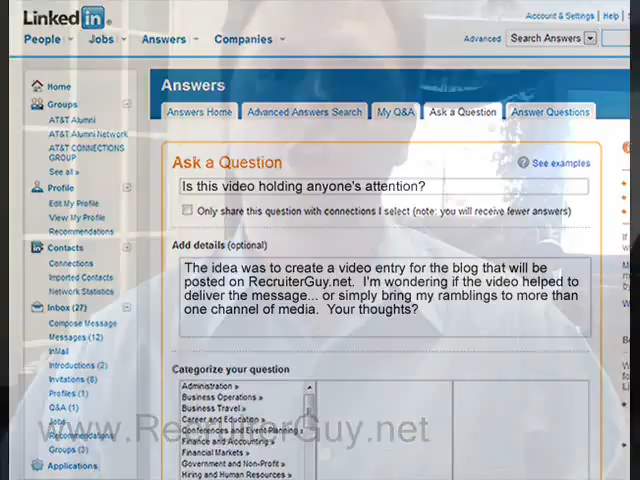 LinkedIn
Account & Settings | Help |
People Jobs Answers Companies Advanced Search Answers
Home
Groups
AT&T Alumni
AT&T Alumni Network
AT&T CONNECTIONS
GROUP
See all »
Profile
Edit My Profile
View My Profile
Recommendations
Contacts
Connections
Imported Contacts
Network Statistics
Inbox (27)
Compose Message
Messages (12)
InMail
Introductions (2)
Invitations (8)
Profiles (1)
Q&A (1)
Jobs
Recommendations
Groups (3)
Applications
Answers
Answers Home Advanced Answers Search My Q&A Ask a Question Answer Questions
Ask a Question
See examples
Is this video holding anyone's attention?
Only share this question with connections I select (note: you will receive fewer answers)
Add details (optional)
The idea was to create a video entry for the blog that will be
posted on RecruiterGuy.net. I'm wondering if the video helped to
deliver the message... or simply bring my ramblings to more than
one channel of media. Your thoughts?
Categorize your question
Administration »
Business Operations »
Business Travel »
Career and Education »
Conferences and Event Planning »
Finance and Accounting »
Financial Markets »
Government and Non-Profit »
Hiring and Human Resources »
www.RecruiterGuy.net